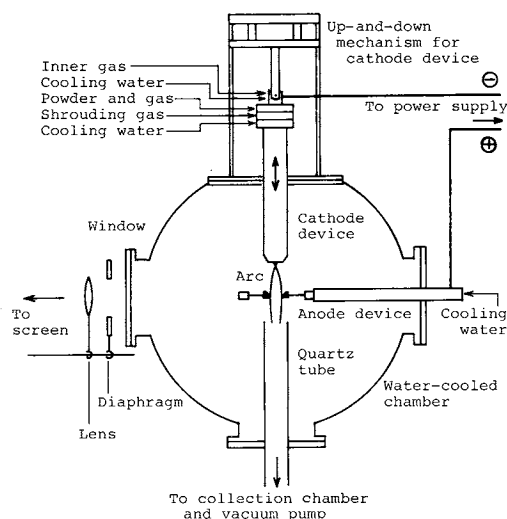 Up-and-down
mechanism for
cathode device
Inner gas
Cooling water
Powder and gas
Shrouding gas
Cooling water
⊖
To power supply
⊕
Window
Cathode
device
Arc
To
screen
Anode device
Cooling
water
Quartz
tube
Diaphragm
Water-cooled
chamber
Lens
To collection chamber
and vacuum pump